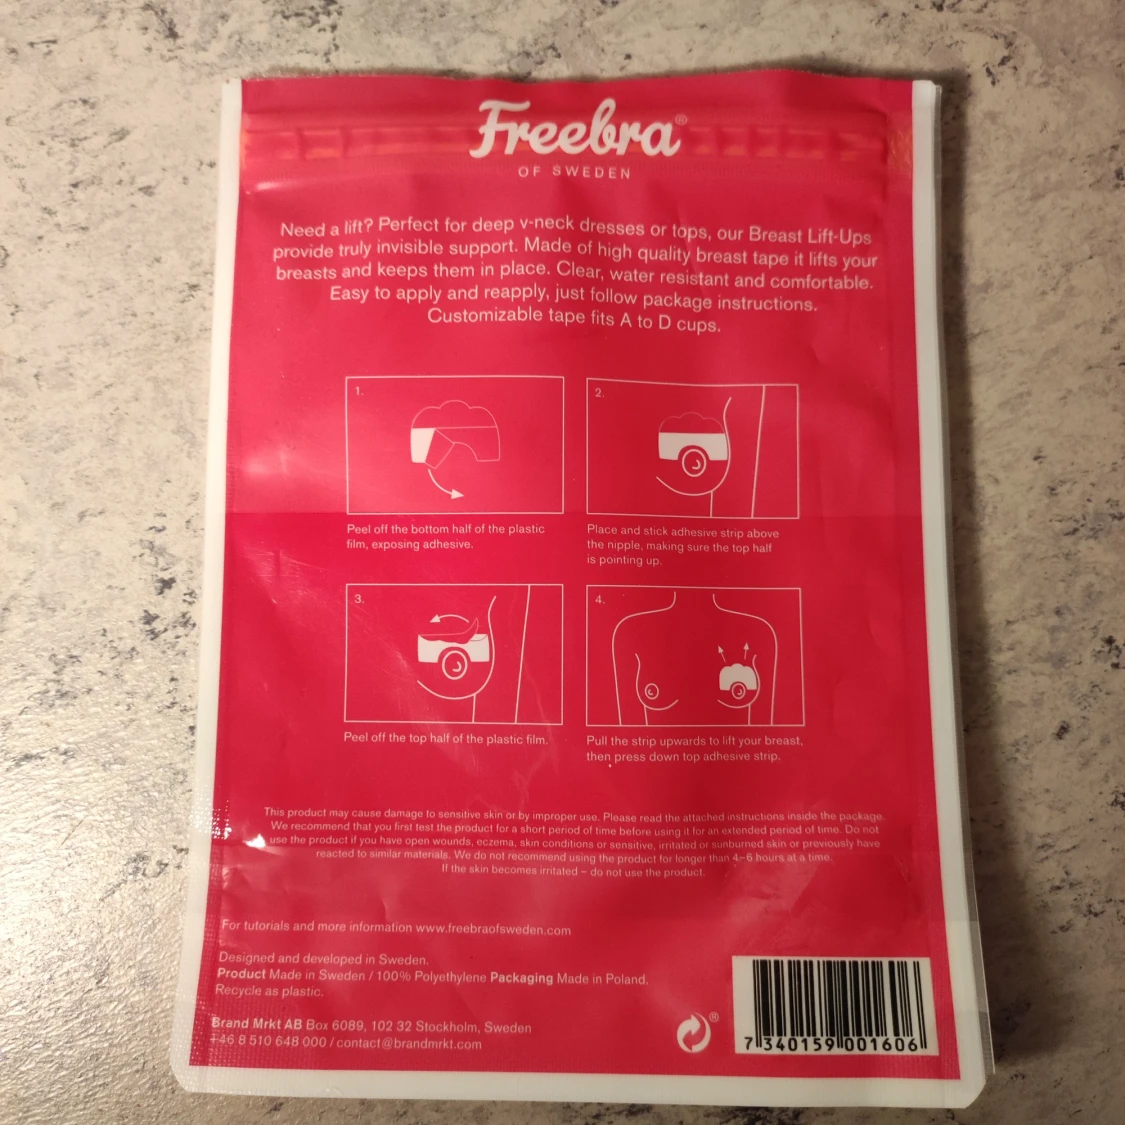 Freebra®
OF SWEDEN
Need a lift? Perfect for deep v-neck dresses or tops, our Breast Lift-Ups
provide truly invisible support. Made of high quality breast tape it lifts your
breasts and keeps them in place. Clear, water resistant and comfortable.
Easy to apply and reapply, just follow package instructions.
Customizable tape fits A to D cups.
1.
Peel off the bottom half of the plastic
film, exposing adhesive.
2.
Place and stick adhesive strip above
the nipple, making sure the top half
is pointing up.
3.
Peel off the top half of the plastic film.
4.
Pull the strip upwards to lift your breast,
then press down top adhesive strip.
This product may cause damage to sensitive skin or by improper use. Please read the attached instructions inside the package.
We recommend that you first test the product for a short period of time before using it for an extended period of time. Do not
use the product if you have open wounds, eczema, skin conditions or sensitive, irritated or sunburned skin or previously have
reacted to similar materials. We do not recommend using the product for longer than 4–6 hours at a time.
If the skin becomes irritated – do not use the product.
For tutorials and more information www.freebraofsweden.com
Designed and developed in Sweden.
Product Made in Sweden / 100% Polyethylene Packaging Made in Poland.
Recycle as plastic.
Brand Mrkt AB Box 6089, 102 32 Stockholm, Sweden
+46 8 510 648 000 / contact@brandmrkt.com
®
7 340159 001606